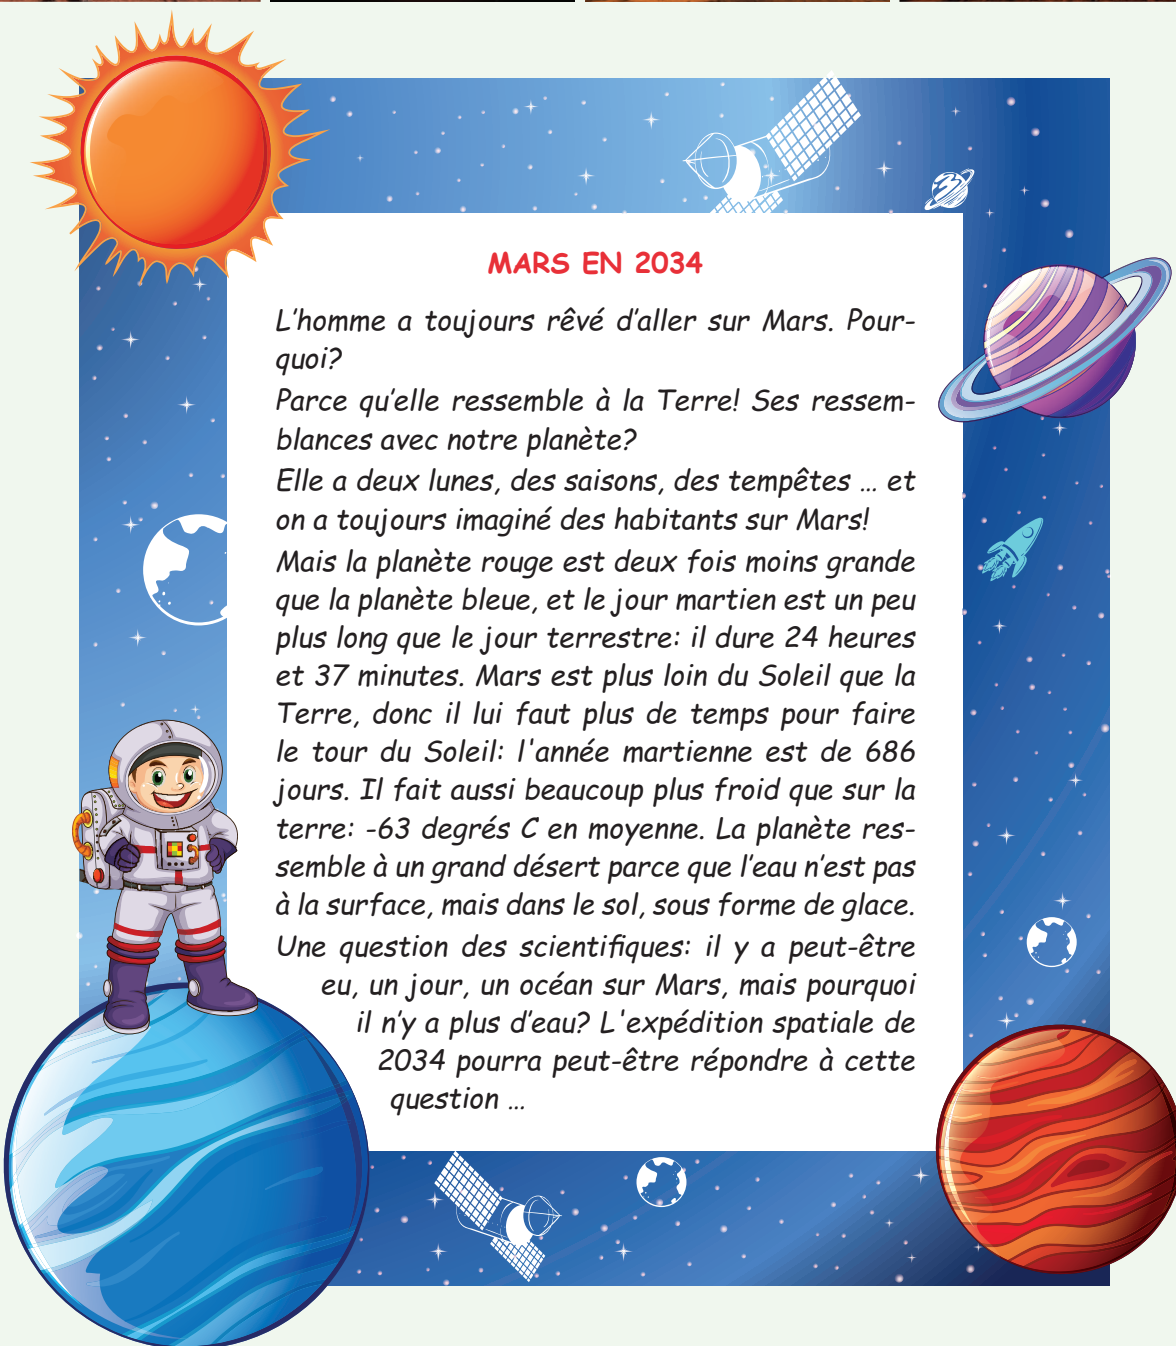 MARS EN 2034
L'homme a toujours rêvé d'aller sur Mars. Pour-
quoi?
Parce qu'elle ressemble à la Terre! Ses ressem-
blances avec notre planète?
Elle a deux lunes, des saisons, des tempêtes ... et
on a toujours imaginé des habitants sur Mars!
Mais la planète rouge est deux fois moins grande
que la planète bleue, et le jour martien est un peu
plus long que le jour terrestre: il dure 24 heures
et 37 minutes. Mars est plus loin du Soleil que la
Terre, donc il lui faut plus de temps pour faire
le tour du Soleil: l'année martienne est de 686
jours. Il fait aussi beaucoup plus froid que sur la
terre: -63 degrés C en moyenne. La planète res-
semble à un grand désert parce que l'eau n'est pas
à la surface, mais dans le sol, sous forme de glace.
Une question des scientifiques: il y a peut-être
eu, un jour, un océan sur Mars, mais pourquoi
il n'y a plus d'eau? L'expédition spatiale de
2034 pourra peut-être répondre à cette
question ...